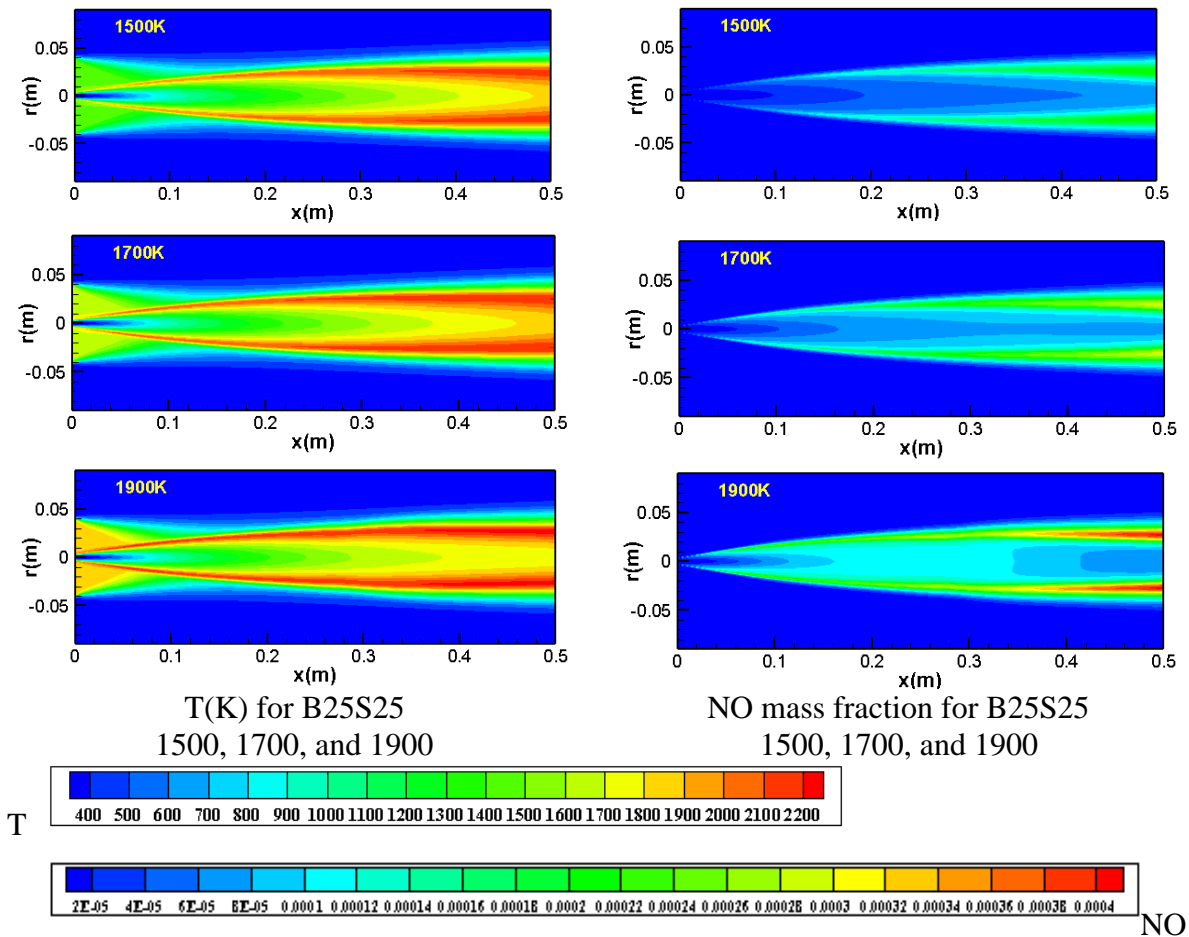 1500K
r(m)
0.05
0
-0.05
0 0.1 0.2 0.3 0.4 0.5
x(m)
1500K
r(m)
0.05
0
-0.05
0 0.1 0.2 0.3 0.4 0.5
x(m)
1700K
r(m)
0.05
0
-0.05
0 0.1 0.2 0.3 0.4 0.5
x(m)
1700K
r(m)
0.05
0
-0.05
0 0.1 0.2 0.3 0.4 0.5
x(m)
1900K
r(m)
0.05
0
-0.05
0 0.1 0.2 0.3 0.4 0.5
x(m)
1900K
r(m)
0.05
0
-0.05
0 0.1 0.2 0.3 0.4 0.5
x(m)
T(K) for B25S25
1500, 1700, and 1900
NO mass fraction for B25S25
1500, 1700, and 1900
400 500 600 700 800 900 1000 1100 1200 1300 1400 1500 1600 1700 1800 1900 2000 2100 2200
T
2E-05 4E-05 6E-05 8E-05 0.0001 0.00012 0.00014 0.00016 0.00018 0.0002 0.00022 0.00024 0.00026 0.00028 0.0003 0.00032 0.00034 0.00036 0.00038 0.0004
NO